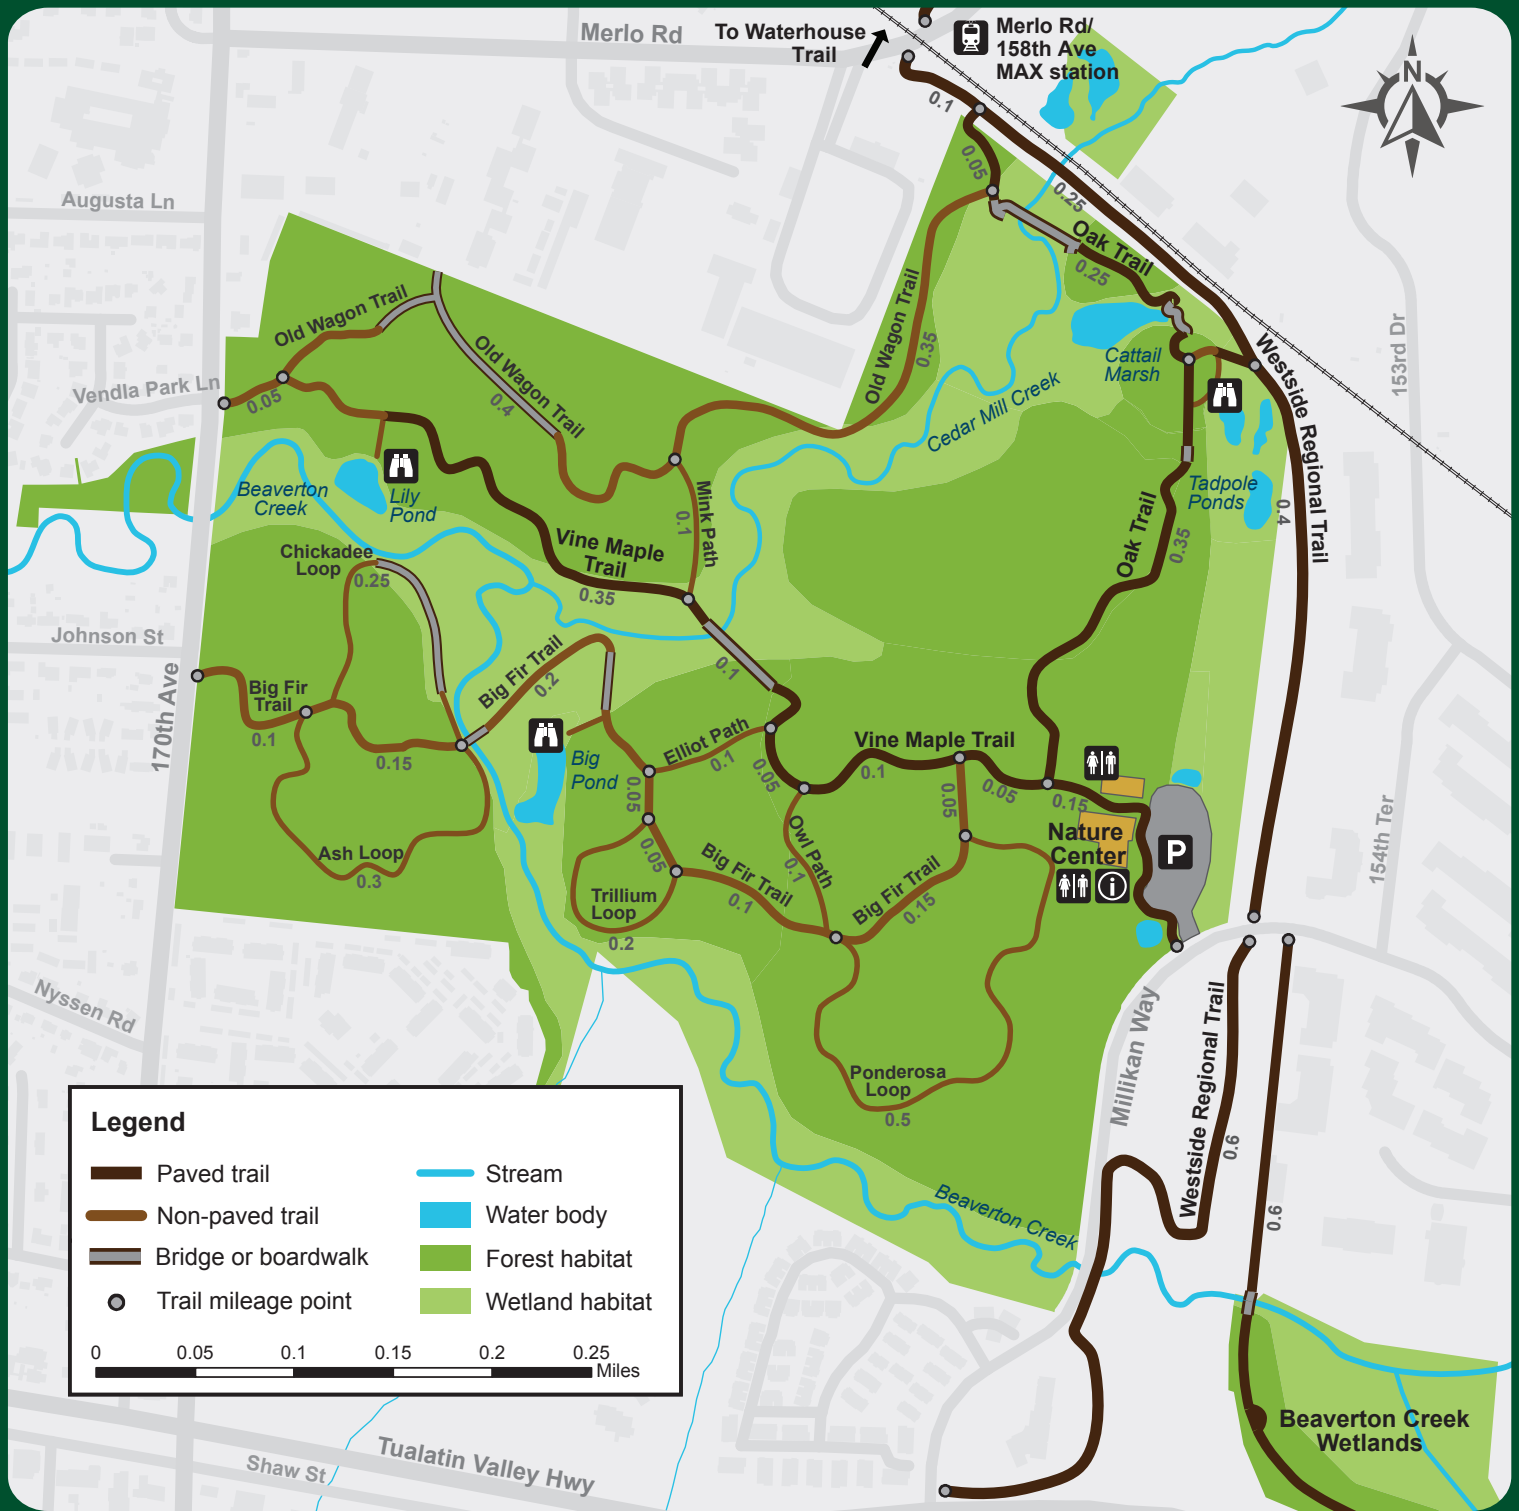 Merlo Rd
To Waterhouse
Trail
Merlo Rd/
158th Ave
MAX station
N
0.1
0.05
0.25
Augusta Ln
Oak Trail
0.25
Old Wagon Trail
Old Wagon Trail
0.4
Old Wagon Trail
0.35
Cattail
Marsh
Westside Regional Trail
153rd Dr
Vendla Park Ln
0.05
Cedar Mill Creek
Beaverton
Creek
Lily
Pond
Mink Path
0.1
Tadpole
Ponds
0.4
Oak Trail
0.35
Chickadee
Loop
0.25
Vine Maple
Trail
0.35
Johnson St
170th Ave
Big Fir
Trail
0.1
0.15
Big Fir Trail
0.2
0.1
Big
Pond
Elliot Path
0.1
0.05
Vine Maple Trail
0.1
0.05
0.15
0.05
0.05
0.05
Nature
Center
P
i
Ash Loop
0.3
Trillium
Loop
0.2
Big Fir Trail
0.1
Owl Path
0.1
Big Fir Trail
0.15
154th Ter
Nyssen Rd
Ponderosa
Loop
0.5
Millikan Way
Westside Regional Trail
0.6
0.6
Beaverton Creek
Legend
Paved trail
Non-paved trail
Bridge or boardwalk
Trail mileage point
Stream
Water body
Forest habitat
Wetland habitat
0 0.05 0.1 0.15 0.2 0.25
Miles
Beaverton Creek
Wetlands
Tualatin Valley Hwy
Shaw St